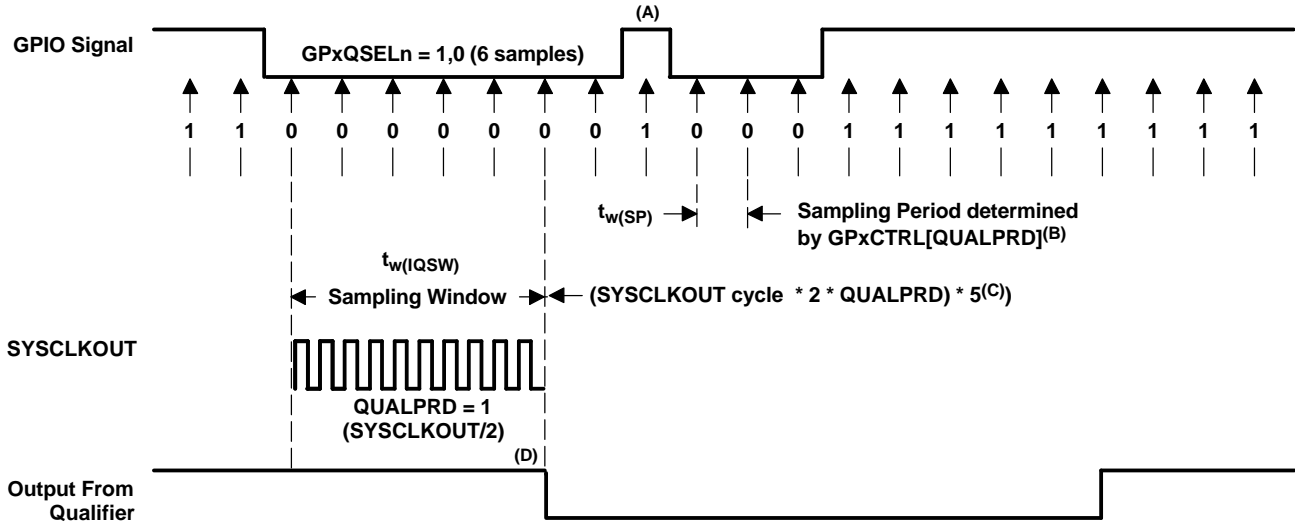 (A)
GPIO Signal
GPxQSELn = 1,0 (6 samples)
1 1 0 0 0 0 0 0 0 1 0 0 0 1 1 1 1 1 1 1 1 1
tw(SP)
Sampling Period determined
by GPxCTRL[QUALPRD](B)
tw(IQSW)
Sampling Window
(SYSCLKOUT cycle * 2 * QUALPRD) * 5(C))
SYSCLKOUT
QUALPRD = 1
(SYSCLKOUT/2)
(D)
Output From
Qualifier